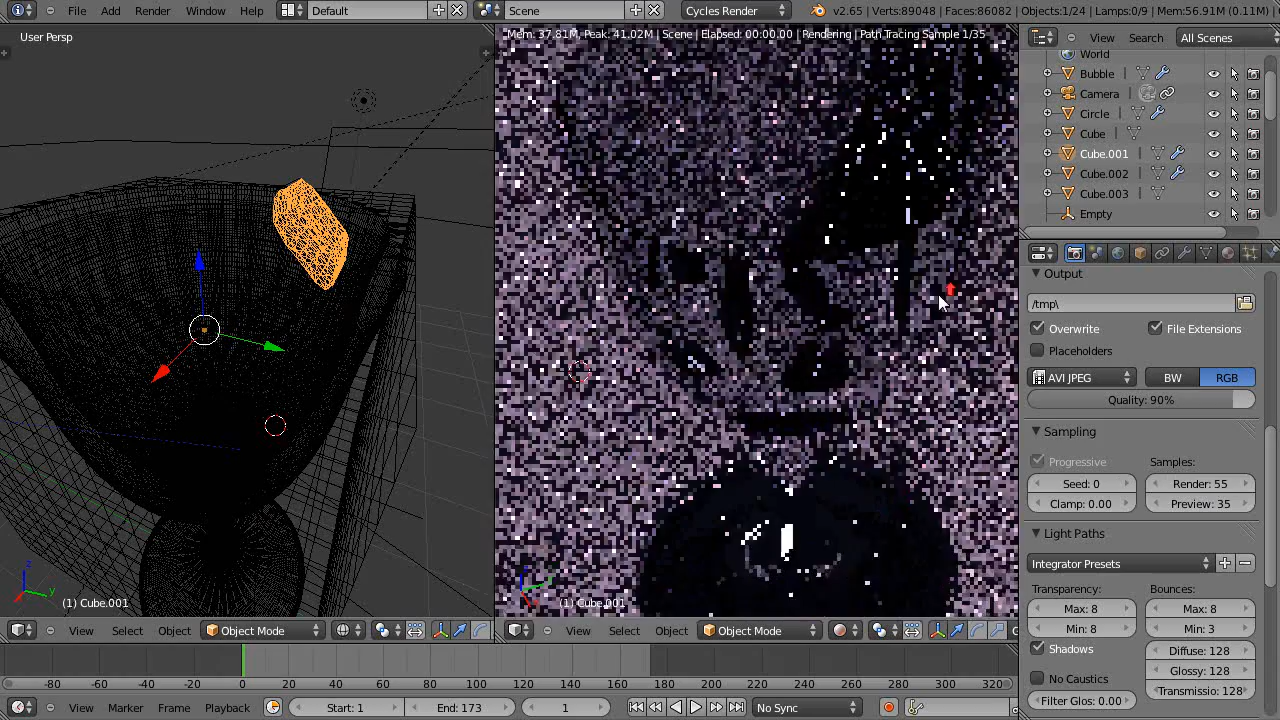 File Add Render Window Help Default Scene Cycles Render v2.65 | Verts:89048 | Faces:86082 | Objects:1/24 | Lamps:0/9 | Mem:56.91M (0.11M) |
User Persp
Mem: 37.81M, Peak: 41.02M | Scene | Elapsed: 00:00.00 | Rendering | Path Tracing Sample 1/35
View Search All Scenes
World
Bubble
Camera
Circle
Cube
Cube.001
Cube.002
Cube.003
Empty
Output
/tmp\
Overwrite File Extensions
Placeholders
AVI JPEG BW RGB
Quality: 90%
Sampling
Progressive Samples:
Seed: 0 Render: 55
Clamp: 0.00 Preview: 35
Light Paths
Integrator Presets
Transparency: Bounces:
Max: 8 Max: 8
Min: 8 Min: 3
Shadows Diffuse: 128
Glossy: 128
No Caustics Transmissio: 128
Filter Glos: 0.00
z
y
(1) Cube.001
(1) Cube.001
View Select Object Object Mode
View Select Object Object Mode
-80 -60 -40 -20 0 20 40 60 80 100 120 140 160 180 200 220 240 260 280 300 320
View Marker Frame Playback Start: 1 End: 173 1 No Sync